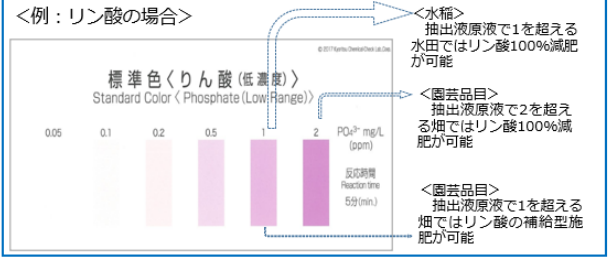 ＜例：リン酸の場合＞
© 2017 Kyoritsu Chemical-Check Lab.,Corp.
標準色〈りん酸(低濃度)〉
Standard Color〈 Phosphate (Low Range)〉
0.05 0.1 0.2 0.5 1 2 PO₄³⁻ mg/L
(ppm)
反応時間
Reaction time
5分(min.)
＜水稲＞
抽出液原液で1を超える
水田ではリン酸100%減肥
が可能
＜園芸品目＞
抽出液原液で2を超え
る畑ではリン酸100%減
肥が可能
＜園芸品目＞
抽出液原液で1を超える
畑ではリン酸の補給型施
肥が可能